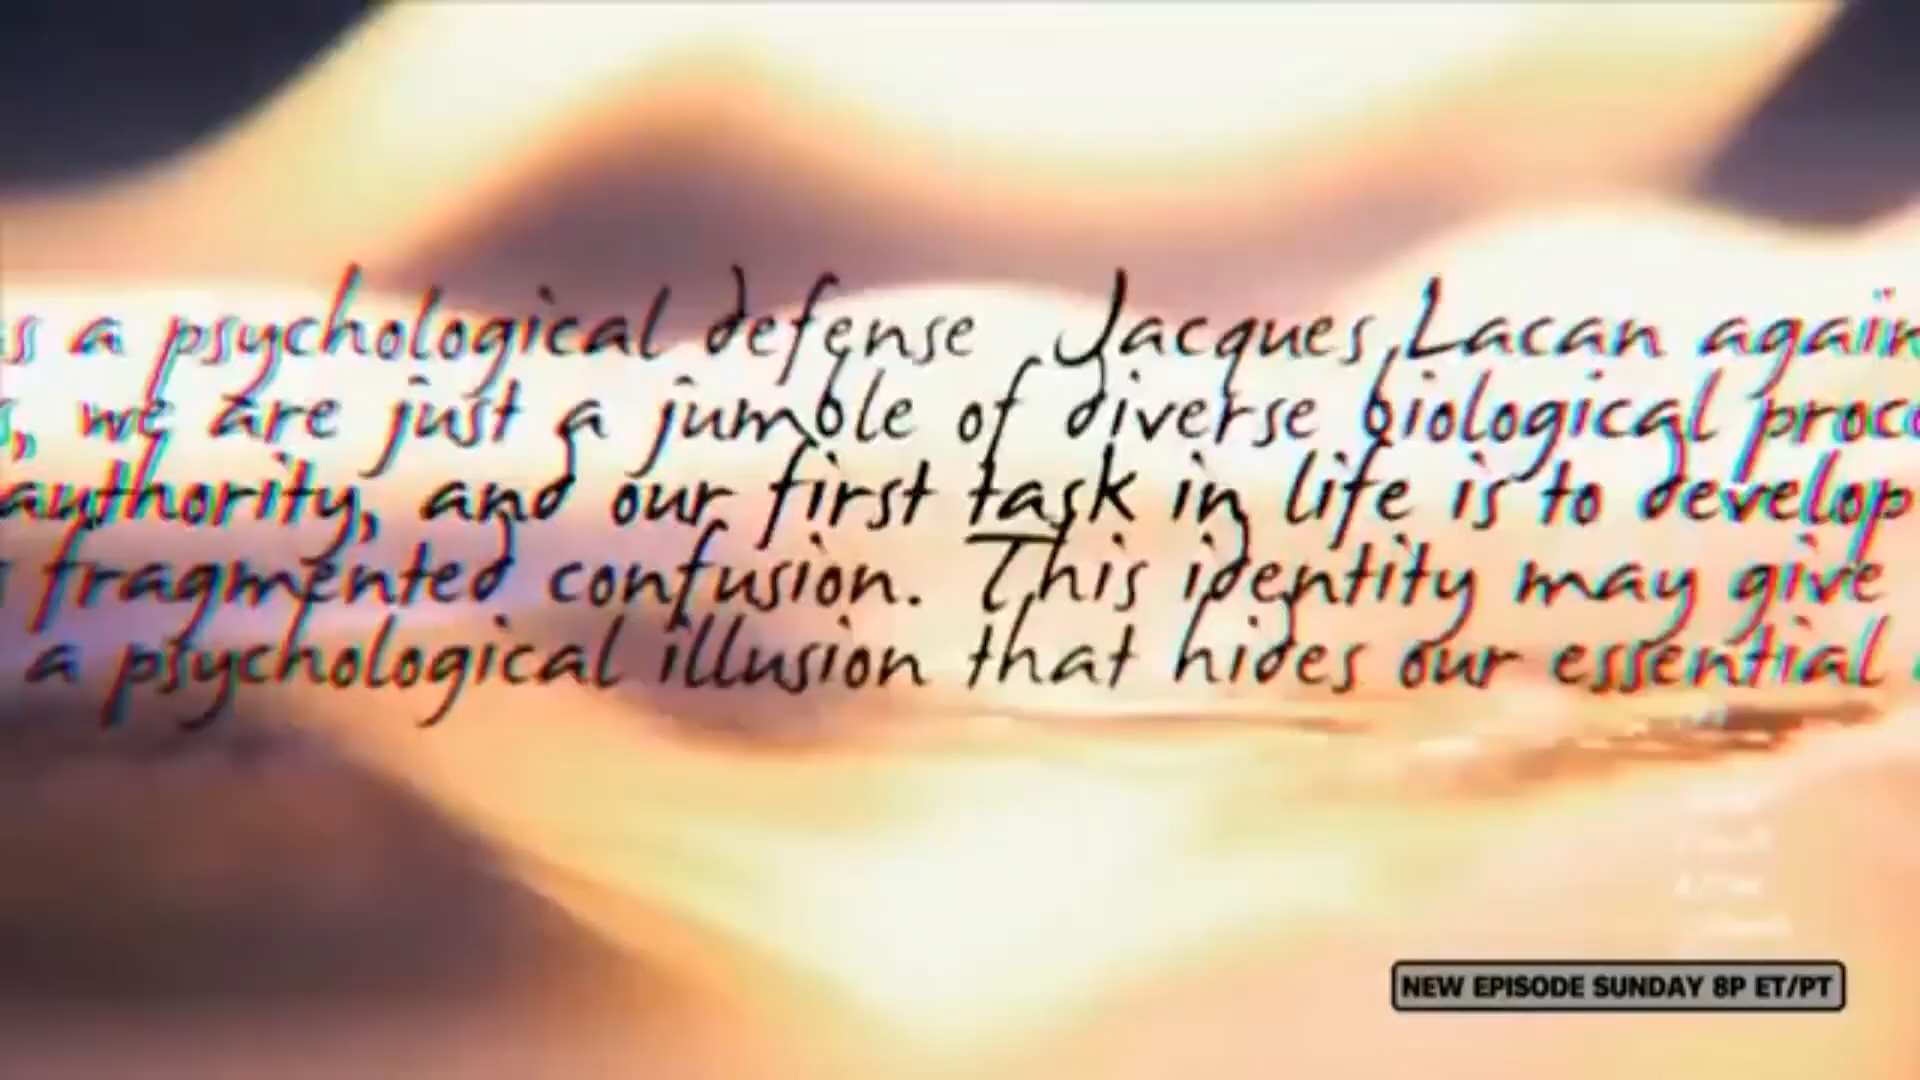 s a psychological defense Jacques Lacan again
s, we are just a jumble of diverse biological proc
authority, and our first task in life is to develop
fragmented confusion. This identity may give
a psychological illusion that hides our essential
NEW EPISODE SUNDAY 8P ET/PT